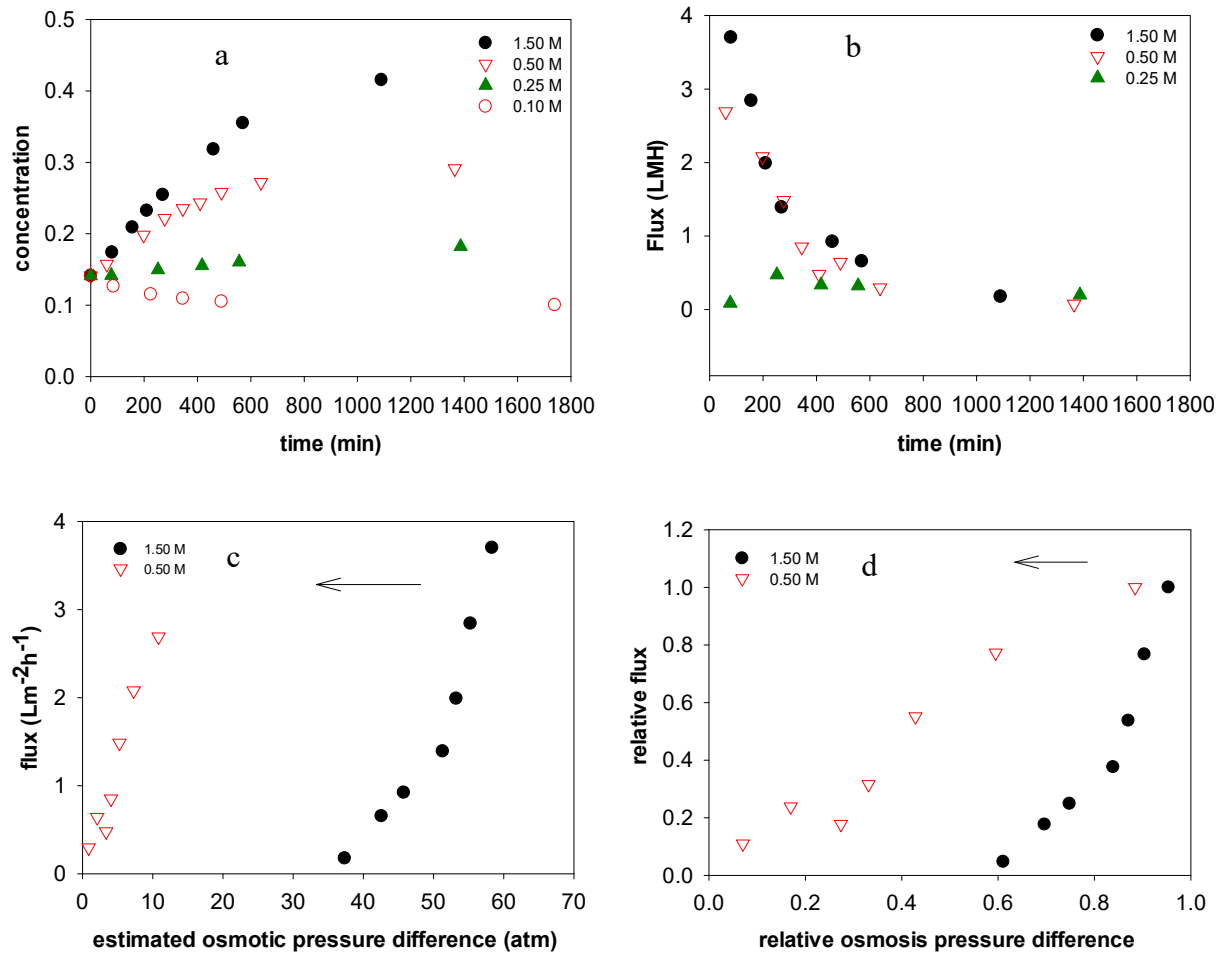 a
1.50 M
0.50 M
0.25 M
0.10 M
concentration
0.5
0.4
0.3
0.2
0.1
0.0
0 200 400 600 800 1000 1200 1400 1600 1800
time (min)
b
1.50 M
0.50 M
0.25 M
Flux (LMH)
4
3
2
1
0
0 200 400 600 800 1000 1200 1400 1600 1800
time (min)
c
1.50 M
0.50 M
flux (Lm-2h-1)
4
3
2
1
0
0 10 20 30 40 50 60 70
estimated osmotic pressure difference (atm)
d
1.50 M
0.50 M
relative flux
1.2
1.0
0.8
0.6
0.4
0.2
0.0
0.0 0.2 0.4 0.6 0.8 1.0
relative osmosis pressure difference